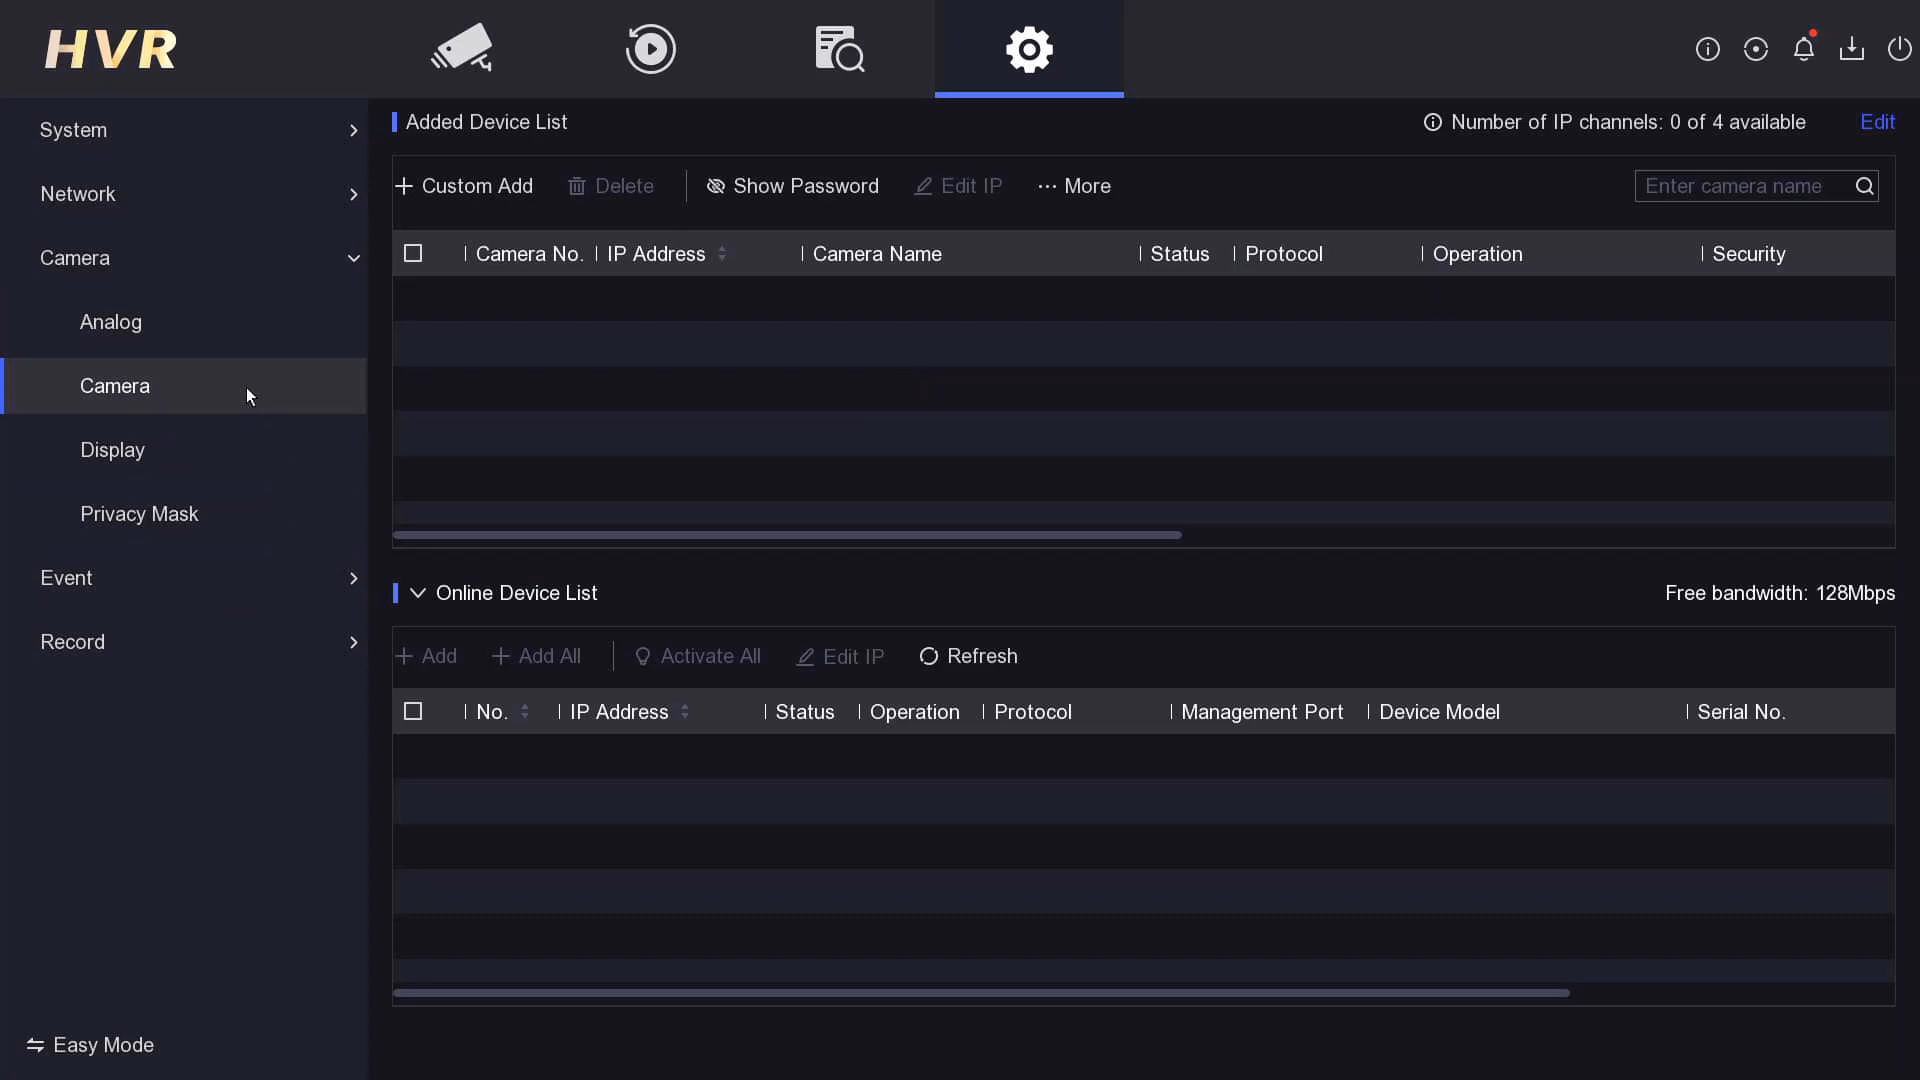 HVR
System
Network
Camera
Analog
Camera
Display
Privacy Mask
Event
Record
Easy Mode
Added Device List
Number of IP channels: 0 of 4 available Edit
Custom Add Delete Show Password Edit IP More Enter camera name
Camera No. IP Address Camera Name Status Protocol Operation Security
Online Device List Free bandwidth: 128Mbps
Add Add All Activate All Edit IP Refresh
No. IP Address Status Operation Protocol Management Port Device Model Serial No.